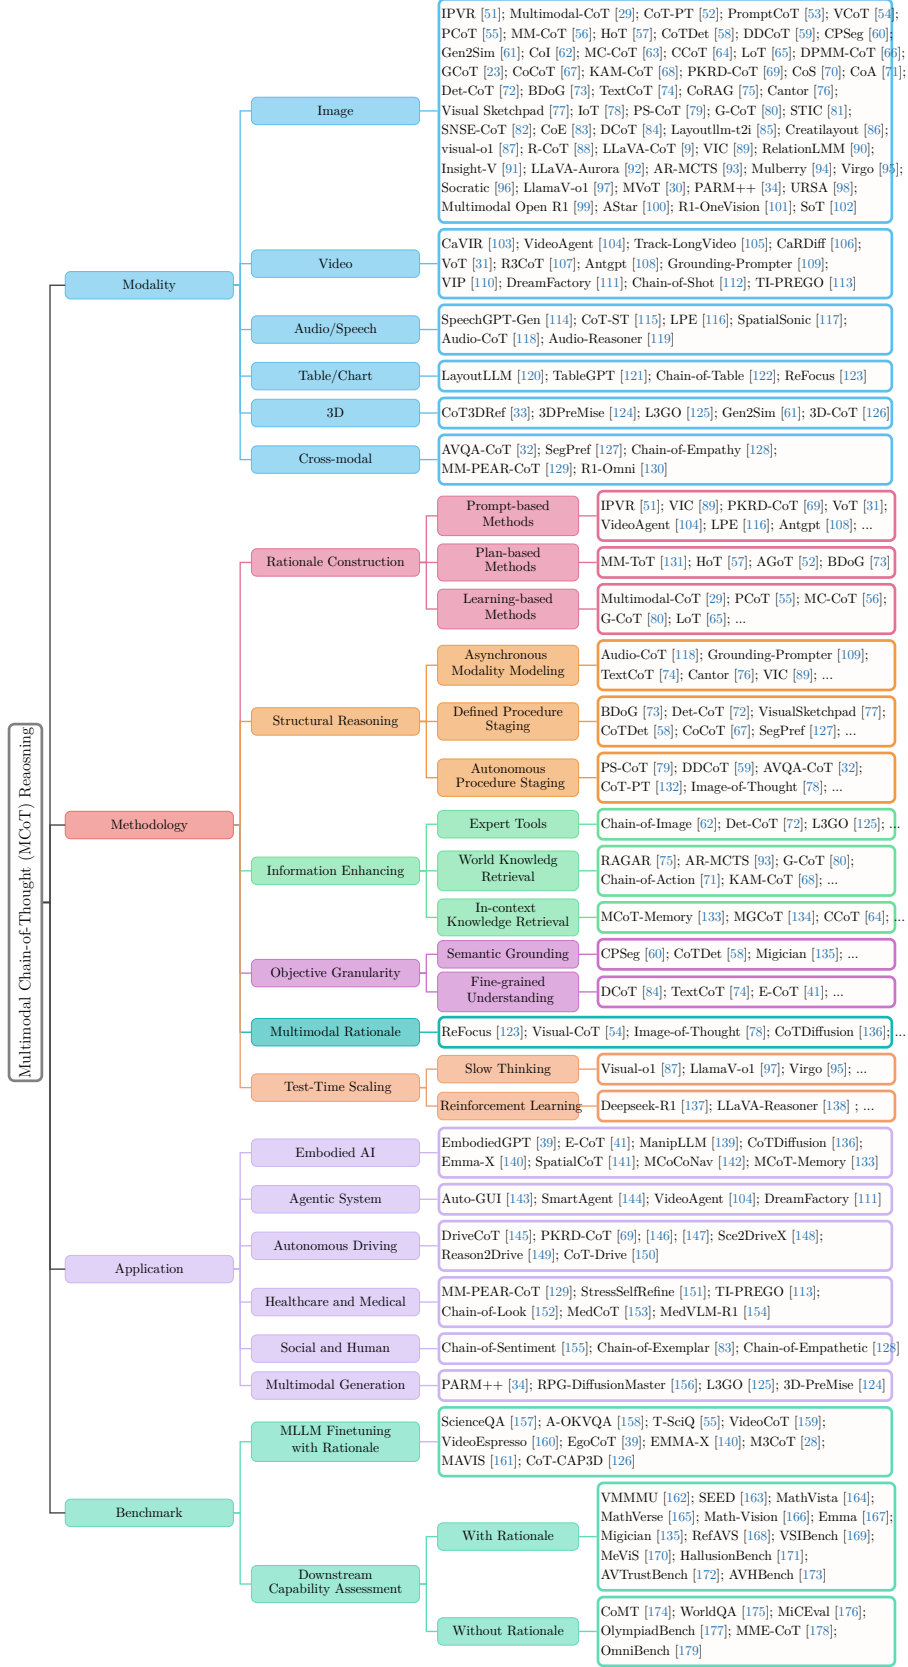 Multimodal Chain-of-Thought (MCoT) Reaosning
Modality
Image
IPVR [51]; Multimodal-CoT [29]; CoT-PT [52]; PromptCoT [53]; VCoT [54];
PCoT [55]; MM-CoT [56]; HoT [57]; CoTDet [58]; DDCoT [59]; CPSeg [60];
Gen2Sim [61]; CoI [62]; MC-CoT [63]; CCoT [64]; LoT [65]; DPMM-CoT [66];
GCoT [23]; CoCoT [67]; KAM-CoT [68]; PKRD-CoT [69]; CoS [70]; CoA [71];
Det-CoT [72]; BDoG [73]; TextCoT [74]; CoRAG [75]; Cantor [76];
Visual Sketchpad [77]; IoT [78]; PS-CoT [79]; G-CoT [80]; STIC [81];
SNSE-CoT [82]; CoE [83]; DCoT [84]; Layoutllm-t2i [85]; Creatilayout [86];
visual-o1 [87]; R-CoT [88]; LLaVA-CoT [9]; VIC [89]; RelationLMM [90];
Insight-V [91]; LLaVA-Aurora [92]; AR-MCTS [93]; Mulberry [94]; Virgo [95];
Socratic [96]; LlamaV-o1 [97]; MVoT [30]; PARM++ [34]; URSA [98];
Multimodal Open R1 [99]; AStar [100]; R1-OneVision [101]; SoT [102]
Video
CaVIR [103]; VideoAgent [104]; Track-LongVideo [105]; CaRDiff [106];
VoT [31]; R3CoT [107]; Antgpt [108]; Grounding-Prompter [109];
VIP [110]; DreamFactory [111]; Chain-of-Shot [112]; TI-PREGO [113]
Audio/Speech
SpeechGPT-Gen [114]; CoT-ST [115]; LPE [116]; SpatialSonic [117];
Audio-CoT [118]; Audio-Reasoner [119]
Table/Chart
LayoutLLM [120]; TableGPT [121]; Chain-of-Table [122]; ReFocus [123]
3D
CoT3DRef [33]; 3DPreMise [124]; L3GO [125]; Gen2Sim [61]; 3D-CoT [126]
Cross-modal
AVQA-CoT [32]; SegPref [127]; Chain-of-Empathy [128];
MM-PEAR-CoT [129]; R1-Omni [130]
Methodology
Rationale Construction
Prompt-based
Methods
IPVR [51]; VIC [89]; PKRD-CoT [69]; VoT [31];
VideoAgent [104]; LPE [116]; Antgpt [108]; ...
Plan-based
Methods
MM-ToT [131]; HoT [57]; AGoT [52]; BDoG [73]
Learning-based
Methods
Multimodal-CoT [29]; PCoT [55]; MC-CoT [56];
G-CoT [80]; LoT [65]; ...
Structural Reasoning
Asynchronous
Modality Modeling
Audio-CoT [118]; Grounding-Prompter [109];
TextCoT [74]; Cantor [76]; VIC [89]; ...
Defined Procedure
Staging
BDoG [73]; Det-CoT [72]; VisualSketchpad [77];
CoTDet [58]; CoCoT [67]; SegPref [127]; ...
Autonomous
Procedure Staging
PS-CoT [79]; DDCoT [59]; AVQA-CoT [32];
CoT-PT [132]; Image-of-Thought [78]; ...
Information Enhancing
Expert Tools
Chain-of-Image [62]; Det-CoT [72]; L3GO [125]; ...
World Knowledg
Retrieval
RAGAR [75]; AR-MCTS [93]; G-CoT [80];
Chain-of-Action [71]; KAM-CoT [68]; ...
In-context
Knowledge Retrieval
MCoT-Memory [133]; MGCoT [134]; CCoT [64]; ...
Objective Granularity
Semantic Grounding
CPSeg [60]; CoTDet [58]; Migician [135]; ...
Fine-grained
Understanding
DCoT [84]; TextCoT [74]; E-CoT [41]; ...
Multimodal Rationale
ReFocus [123]; Visual-CoT [54]; Image-of-Thought [78]; CoTDiffusion [136]; ...
Test-Time Scaling
Slow Thinking
Visual-o1 [87]; LlamaV-o1 [97]; Virgo [95]; ...
Reinforcement Learning
Deepseek-R1 [137]; LLaVA-Reasoner [138] ; ...
Application
Embodied AI
EmbodiedGPT [39]; E-CoT [41]; ManipLLM [139]; CoTDiffusion [136];
Emma-X [140]; SpatialCoT [141]; MCoCoNav [142]; MCoT-Memory [133]
Agentic System
Auto-GUI [143]; SmartAgent [144]; VideoAgent [104]; DreamFactory [111]
Autonomous Driving
DriveCoT [145]; PKRD-CoT [69]; [146]; [147]; Sce2DriveX [148];
Reason2Drive [149]; CoT-Drive [150]
Healthcare and Medical
MM-PEAR-CoT [129]; StressSelfRefine [151]; TI-PREGO [113];
Chain-of-Look [152]; MedCoT [153]; MedVLM-R1 [154]
Social and Human
Chain-of-Sentiment [155]; Chain-of-Exemplar [83]; Chain-of-Empathetic [128]
Multimodal Generation
PARM++ [34]; RPG-DiffusionMaster [156]; L3GO [125]; 3D-PreMise [124]
Benchmark
MLLM Finetuning
with Rationale
ScienceQA [157]; A-OKVQA [158]; T-SciQ [55]; VideoCoT [159];
VideoEspresso [160]; EgoCoT [39]; EMMA-X [140]; M3CoT [28];
MAVIS [161]; CoT-CAP3D [126]
Downstream
Capability Assessment
With Rationale
VMMMU [162]; SEED [163]; MathVista [164];
MathVerse [165]; Math-Vision [166]; Emma [167];
Migician [135]; RefAVS [168]; VSIBench [169];
MeViS [170]; HallusionBench [171];
AVTrustBench [172]; AVHBench [173]
Without Rationale
CoMT [174]; WorldQA [175]; MiCEval [176];
OlympiadBench [177]; MME-CoT [178];
OmniBench [179]